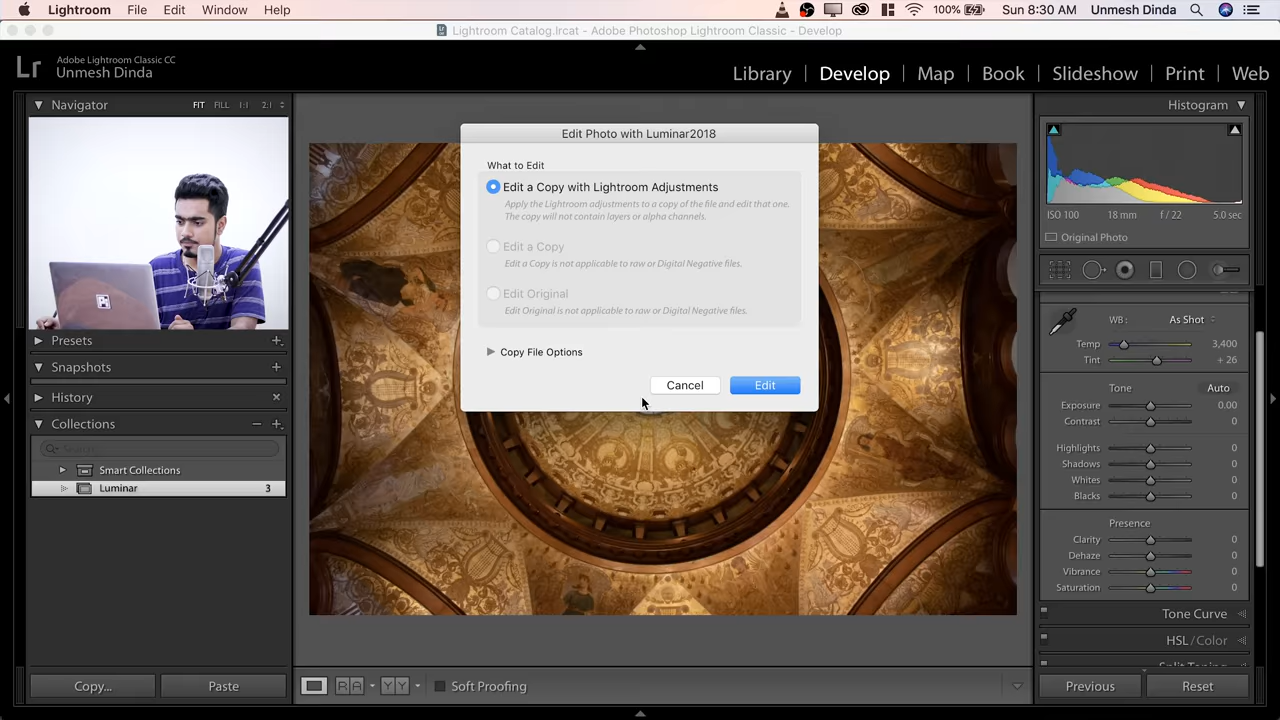 Lightroom File Edit Window Help 100% Sun 8:30 AM Unmesh Dinda
Lightroom Catalog.lrcat - Adobe Photoshop Lightroom Classic - Develop
Lr
Adobe Lightroom Classic CC
Unmesh Dinda
Library | Develop | Map | Book | Slideshow | Print | Web
Navigator FIT FILL 1:1 2:1
Presets
Snapshots
History
Collections
Smart Collections
Luminar 3
Copy... Paste
Edit Photo with Luminar2018
What to Edit
Edit a Copy with Lightroom Adjustments
Apply the Lightroom adjustments to a copy of the file and edit that one.
The copy will not contain layers or alpha channels.
Edit a Copy
Edit a Copy is not applicable to raw or Digital Negative files.
Edit Original
Edit Original is not applicable to raw or Digital Negative files.
Copy File Options
Cancel Edit
R A Y Y Soft Proofing
Histogram
ISO 100 18 mm f / 22 5.0 sec
Original Photo
WB : As Shot
Temp 3,400
Tint + 26
Tone Auto
Exposure 0.00
Contrast 0
Highlights 0
Shadows 0
Whites 0
Blacks 0
Presence
Clarity 0
Dehaze 0
Vibrance 0
Saturation 0
Tone Curve
HSL / Color
Previous Reset